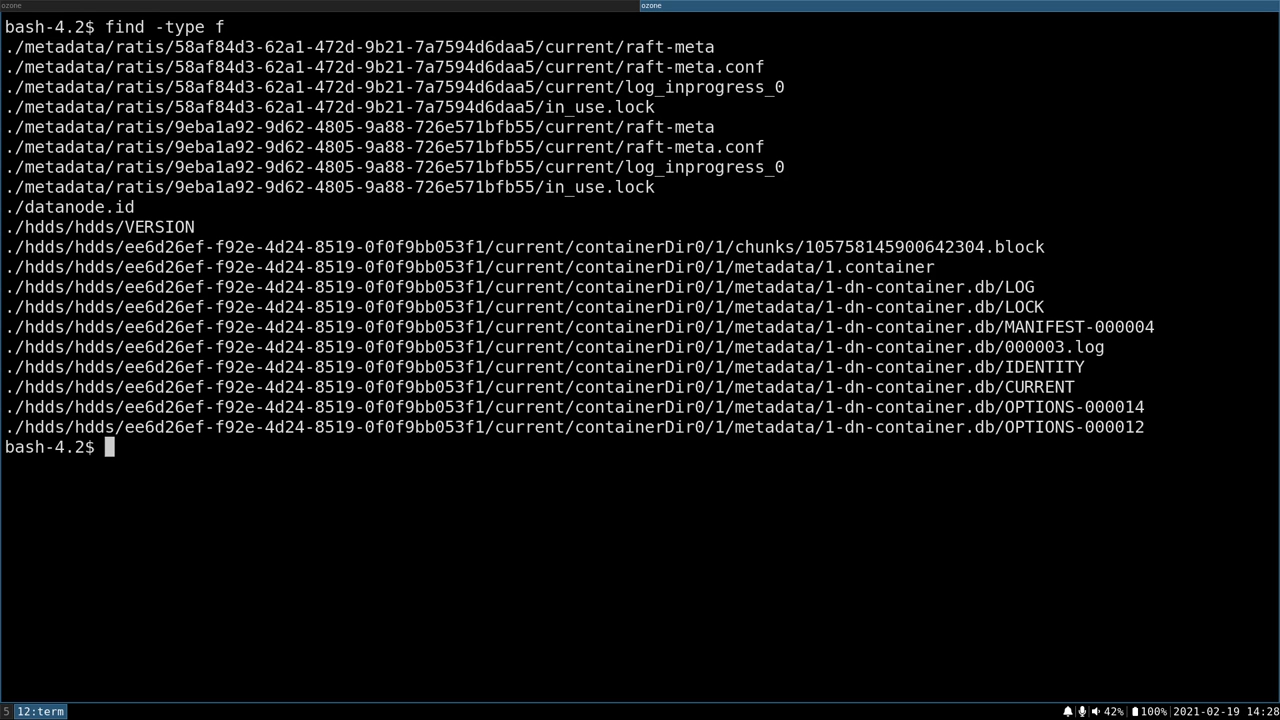 ozone ozone
bash-4.2$ find -type f
./metadata/ratis/58af84d3-62a1-472d-9b21-7a7594d6daa5/current/raft-meta
./metadata/ratis/58af84d3-62a1-472d-9b21-7a7594d6daa5/current/raft-meta.conf
./metadata/ratis/58af84d3-62a1-472d-9b21-7a7594d6daa5/current/log_inprogress_0
./metadata/ratis/58af84d3-62a1-472d-9b21-7a7594d6daa5/in_use.lock
./metadata/ratis/9eba1a92-9d62-4805-9a88-726e571bfb55/current/raft-meta
./metadata/ratis/9eba1a92-9d62-4805-9a88-726e571bfb55/current/raft-meta.conf
./metadata/ratis/9eba1a92-9d62-4805-9a88-726e571bfb55/current/log_inprogress_0
./metadata/ratis/9eba1a92-9d62-4805-9a88-726e571bfb55/in_use.lock
./datanode.id
./hdds/hdds/VERSION
./hdds/hdds/ee6d26ef-f92e-4d24-8519-0f0f9bb053f1/current/containerDir0/1/chunks/105758145900642304.block
./hdds/hdds/ee6d26ef-f92e-4d24-8519-0f0f9bb053f1/current/containerDir0/1/metadata/1.container
./hdds/hdds/ee6d26ef-f92e-4d24-8519-0f0f9bb053f1/current/containerDir0/1/metadata/1-dn-container.db/LOG
./hdds/hdds/ee6d26ef-f92e-4d24-8519-0f0f9bb053f1/current/containerDir0/1/metadata/1-dn-container.db/LOCK
./hdds/hdds/ee6d26ef-f92e-4d24-8519-0f0f9bb053f1/current/containerDir0/1/metadata/1-dn-container.db/MANIFEST-000004
./hdds/hdds/ee6d26ef-f92e-4d24-8519-0f0f9bb053f1/current/containerDir0/1/metadata/1-dn-container.db/000003.log
./hdds/hdds/ee6d26ef-f92e-4d24-8519-0f0f9bb053f1/current/containerDir0/1/metadata/1-dn-container.db/IDENTITY
./hdds/hdds/ee6d26ef-f92e-4d24-8519-0f0f9bb053f1/current/containerDir0/1/metadata/1-dn-container.db/CURRENT
./hdds/hdds/ee6d26ef-f92e-4d24-8519-0f0f9bb053f1/current/containerDir0/1/metadata/1-dn-container.db/OPTIONS-000014
./hdds/hdds/ee6d26ef-f92e-4d24-8519-0f0f9bb053f1/current/containerDir0/1/metadata/1-dn-container.db/OPTIONS-000012
bash-4.2$
5 12:term 42% 100% 2021-02-19 14:28